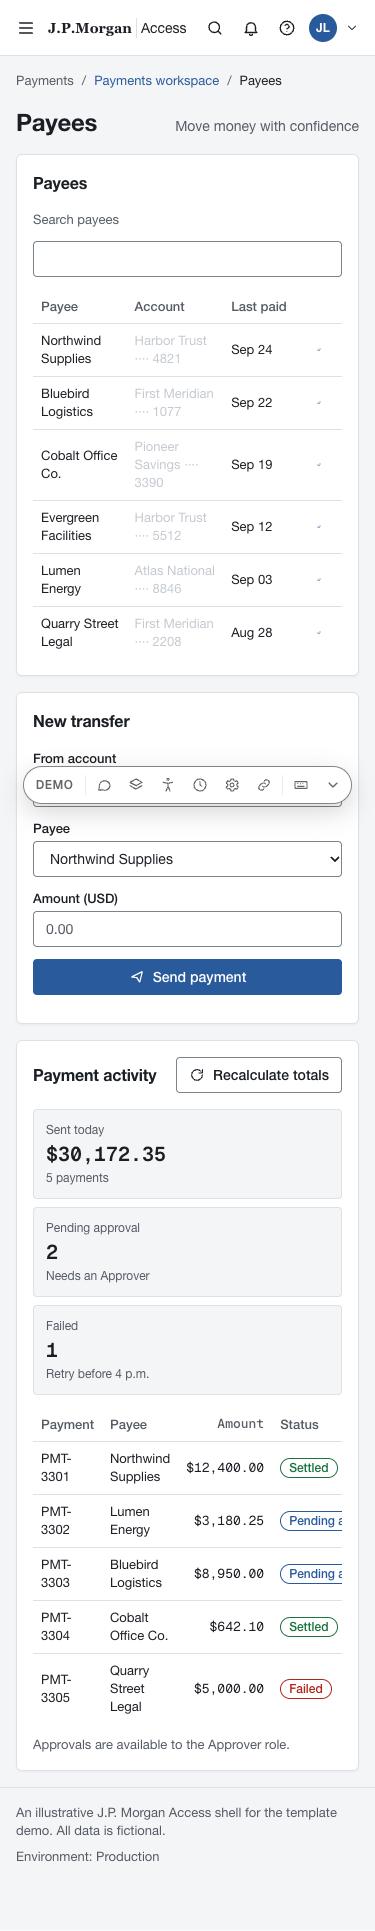 J.P.Morgan Access JL
Payments / Payments workspace / Payees
Payees Move money with confidence
Payees
Search payees
Payee Account Last paid
Northwind Supplies Harbor Trust ···· 4821 Sep 24
Bluebird Logistics First Meridian ···· 1077 Sep 22
Cobalt Office Co. Pioneer Savings ···· 3390 Sep 19
Evergreen Facilities Harbor Trust ···· 5512 Sep 12
Lumen Energy Atlas National ···· 8846 Sep 03
Quarry Street Legal First Meridian ···· 2208 Aug 28
New transfer
From account
DEMO
Payee
Northwind Supplies
Amount (USD)
0.00
Send payment
Payment activity Recalculate totals
Sent today
$30,172.35
5 payments
Pending approval
2
Needs an Approver
Failed
1
Retry before 4 p.m.
Payment Payee Amount Status
PMT-3301 Northwind Supplies $12,400.00 Settled
PMT-3302 Lumen Energy $3,180.25 Pending
PMT-3303 Bluebird Logistics $8,950.00 Pending
PMT-3304 Cobalt Office Co. $642.10 Settled
PMT-3305 Quarry Street Legal $5,000.00 Failed
Approvals are available to the Approver role.
An illustrative J.P. Morgan Access shell for the template
demo. All data is fictional.
Environment: Production